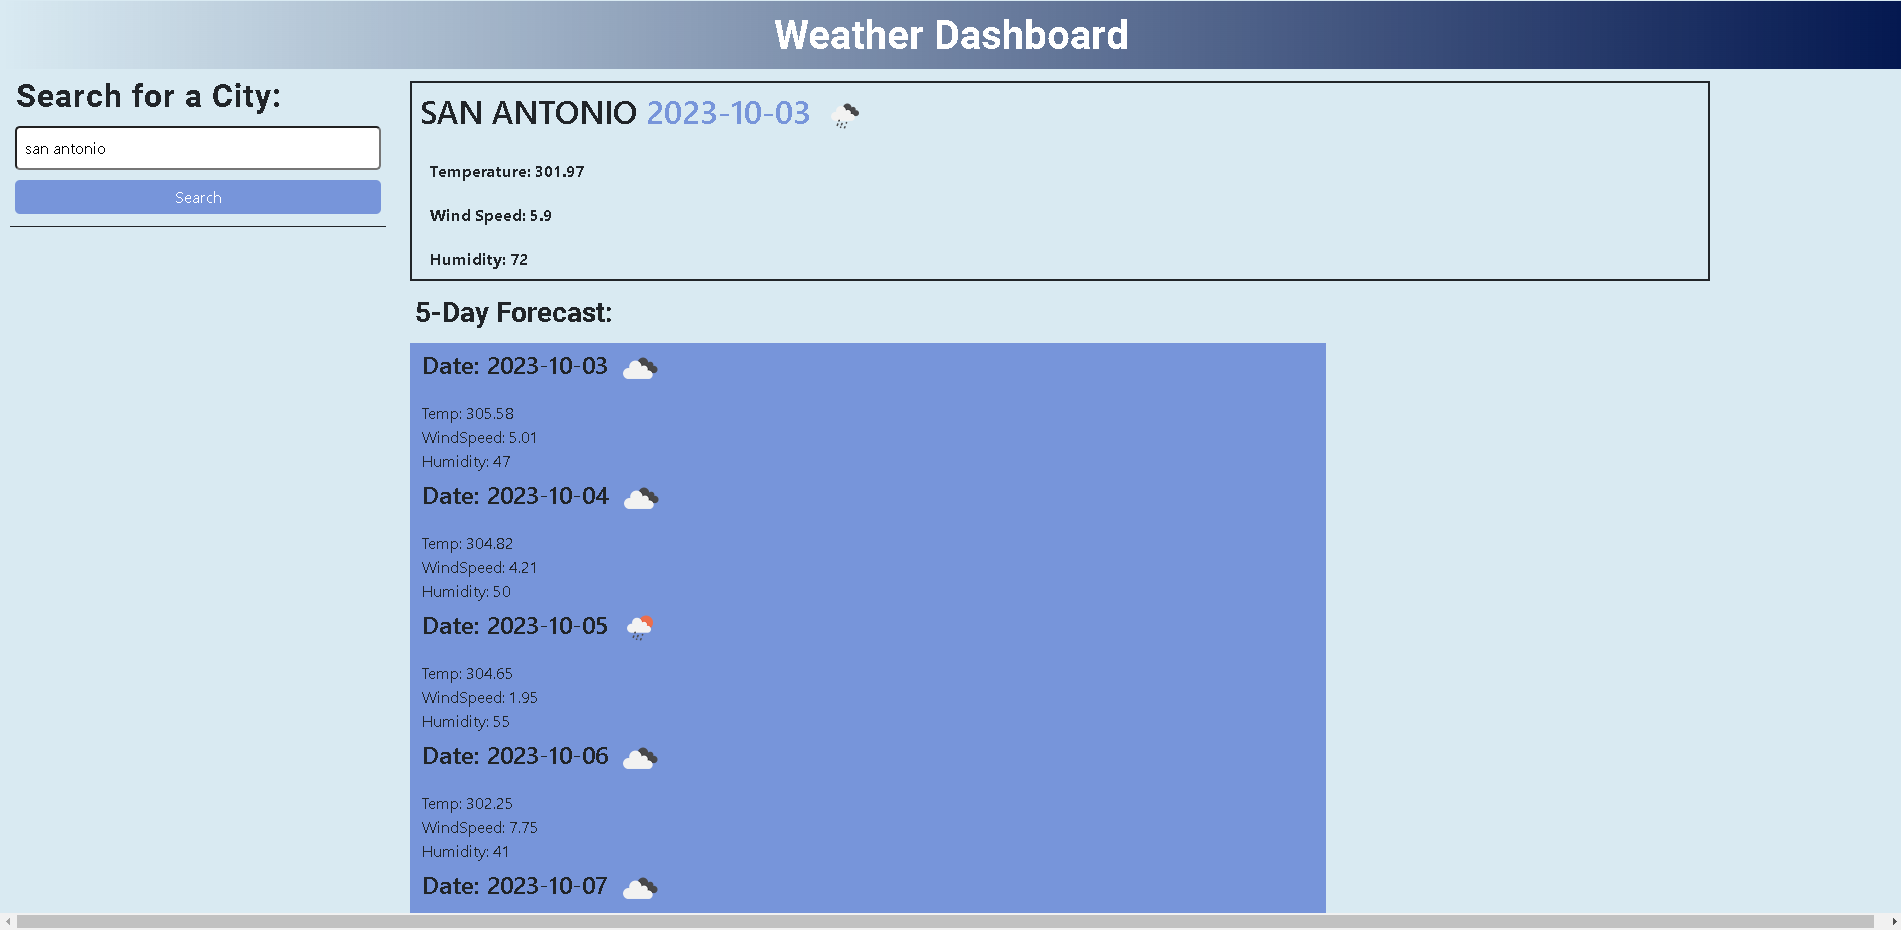 Weather Dashboard
Search for a City:
san antonio
Search
SAN ANTONIO 2023-10-03
Temperature: 301.97
Wind Speed: 5.9
Humidity: 72
5-Day Forecast:
Date: 2023-10-03
Temp: 305.58
WindSpeed: 5.01
Humidity: 47
Date: 2023-10-04
Temp: 304.82
WindSpeed: 4.21
Humidity: 50
Date: 2023-10-05
Temp: 304.65
WindSpeed: 1.95
Humidity: 55
Date: 2023-10-06
Temp: 302.25
WindSpeed: 7.75
Humidity: 41
Date: 2023-10-07